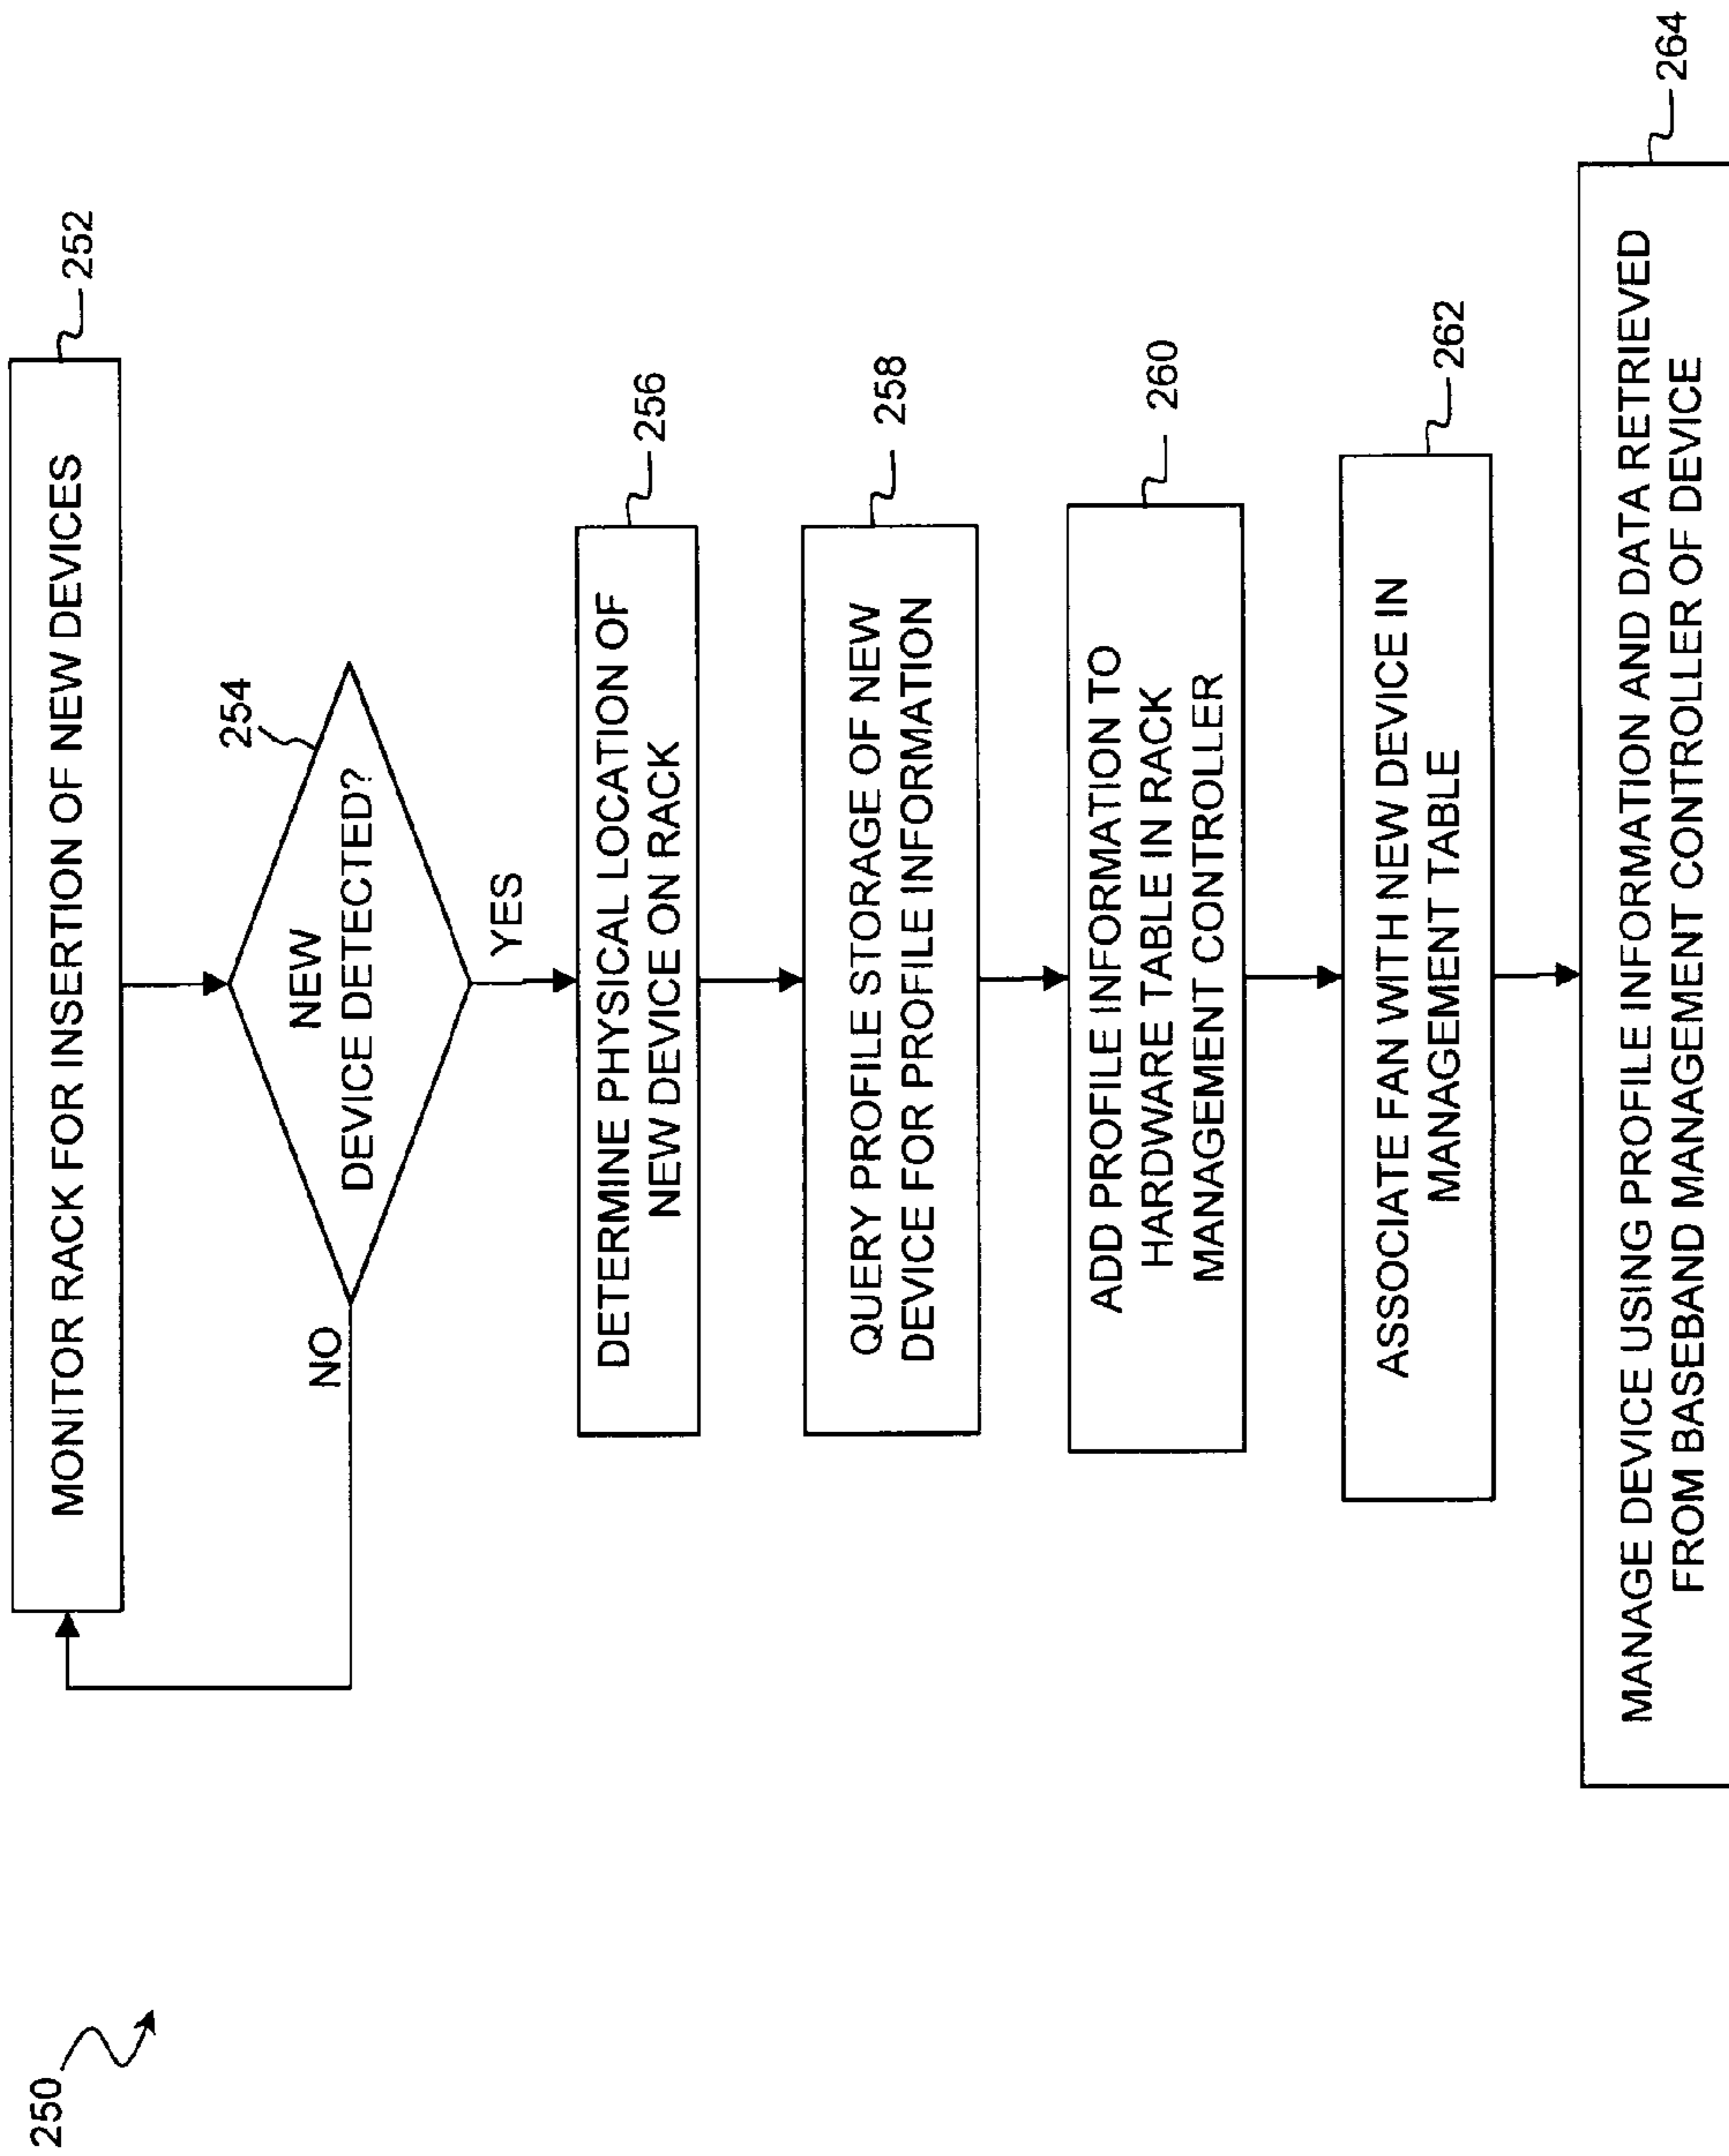 250
MONITOR RACK FOR INSERTION OF NEW DEVICES
252
254
NEW
DEVICE DETECTED?
NO
YES
DETERMINE PHYSICAL LOCATION OF
NEW DEVICE ON RACK
256
QUERY PROFILE STORAGE OF NEW
DEVICE FOR PROFILE INFORMATION
258
ADD PROFILE INFORMATION TO
HARDWARE TABLE IN RACK
MANAGEMENT CONTROLLER
260
ASSOCIATE FAN WITH NEW DEVICE IN
MANAGEMENT TABLE
262
MANAGE DEVICE USING PROFILE INFORMATION AND DATA RETRIEVED
FROM BASEBAND MANAGEMENT CONTROLLER OF DEVICE
264